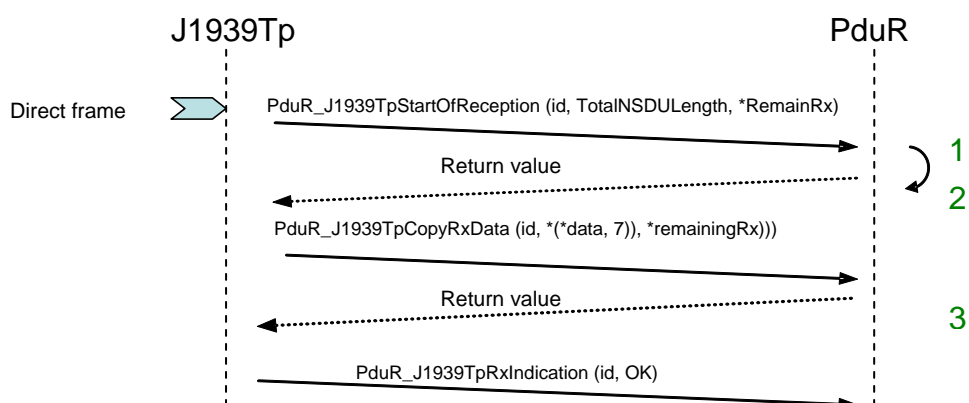 J1939Tp PduR
Direct frame
PduR_J1939TpStartOfReception (id, TotalNSDULength, *RemainRx)
1
Return value
2
PduR_J1939TpCopyRxData (id, *(*data, 7)), *remainingRx)))
Return value
3
PduR_J1939TpRxIndication (id, OK)